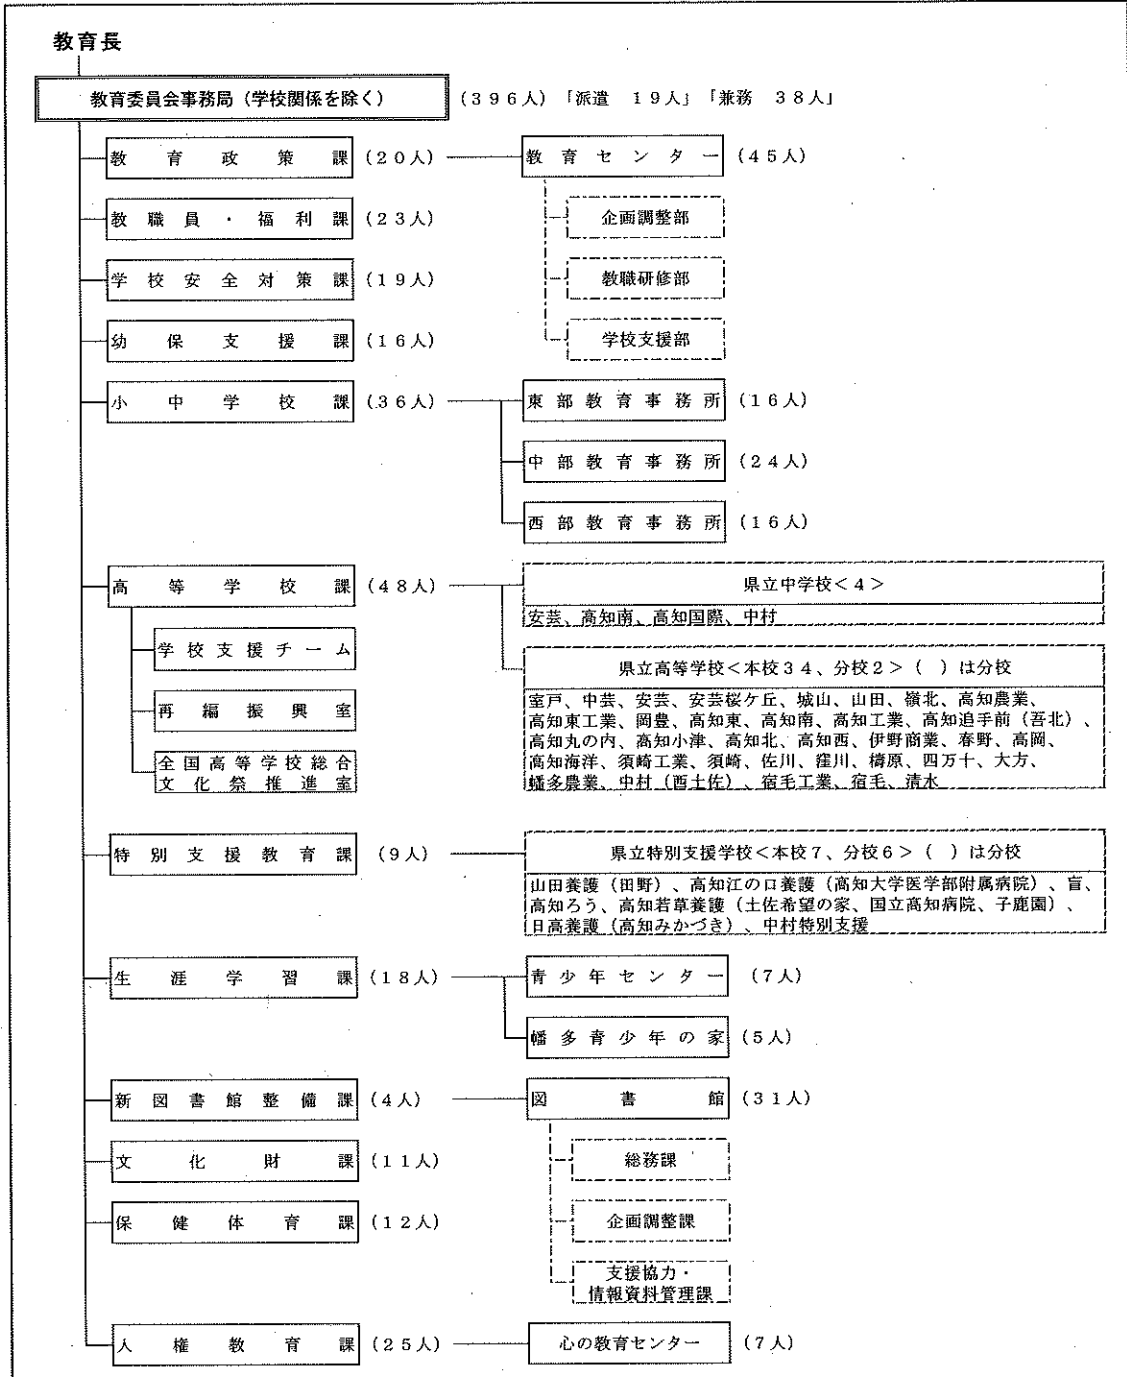 教育長
教育委員会事務局（学校関係を除く） （３９６人）「派遣　１９人」「兼務　３８人」
教育政策課（２０人） 教育センター（４５人）
企画調整部
教職員・福利課（２３人）
教職研修部
学校安全対策課（１９人）
学校支援部
幼保支援課（１６人）
小中学校課（３６人） 東部教育事務所（１６人）
中部教育事務所（２４人）
西部教育事務所（１６人）
高等学校課（４８人） 県立中学校＜４＞
安芸、高知南、高知国際、中村
学校支援チーム
県立高等学校＜本校３４、分校２＞（　）は分校
再編振興室
室戸、中芸、安芸、安芸桜ケ丘、城山、山田、嶺北、高知農業、
高知東工業、岡豊、高知東、高知南、高知工業、高知追手前（吾北）、
高知丸の内、高知小津、高知北、高知西、伊野商業、春野、高岡、
高知海洋、須崎工業、須崎、佐川、窪川、檮原、四万十、大方、
幡多農業、中村（西土佐）、宿毛工業、宿毛、清水
全国高等学校総合
文化祭推進室
特別支援教育課（９人） 県立特別支援学校＜本校７、分校６＞（　）は分校
山田養護（田野）、高知江の口養護（高知大学医学部附属病院）、盲、
高知ろう、高知若草養護（土佐希望の家、国立高知病院、子鹿園）、
日高養護（高知みかづき）、中村特別支援
生涯学習課（１８人） 青少年センター（７人）
幡多青少年の家（５人）
新図書館整備課（４人） 図書館（３１人）
総務課
文化財課（１１人）
企画調整課
保健体育課（１２人）
支援協力・
情報資料管理課
人権教育課（２５人） 心の教育センター（７人）